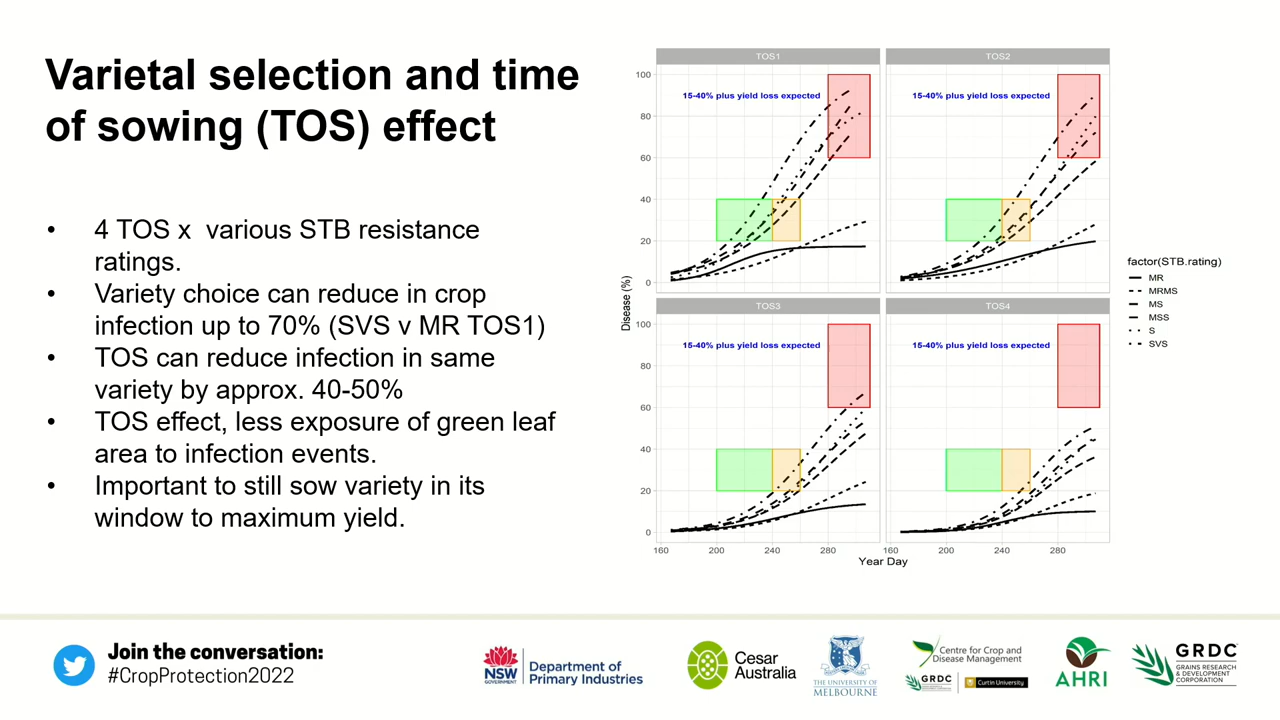 Varietal selection and time
of sowing (TOS) effect
• 4 TOS x various STB resistance
ratings.
• Variety choice can reduce in crop
infection up to 70% (SVS v MR TOS1)
• TOS can reduce infection in same
variety by approx. 40-50%
• TOS effect, less exposure of green leaf
area to infection events.
• Important to still sow variety in its
window to maximum yield.
TOS1
TOS2
15-40% plus yield loss expected
15-40% plus yield loss expected
100
80
60
40
20
0
Disease (%)
TOS3
TOS4
15-40% plus yield loss expected
15-40% plus yield loss expected
100
80
60
40
20
0
160 200 240 280 160 200 240 280
Year Day
factor(STB.rating)
MR
MRMS
MS
MSS
S
SVS
Join the conversation:
#CropProtection2022
NSW
GOVERNMENT
Department of
Primary Industries
Cesar
Australia
THE UNIVERSITY OF
MELBOURNE
Centre for Crop and
Disease Management
GRDC
Curtin University
AHRI
GRDC
GRAINS RESEARCH
& DEVELOPMENT
CORPORATION